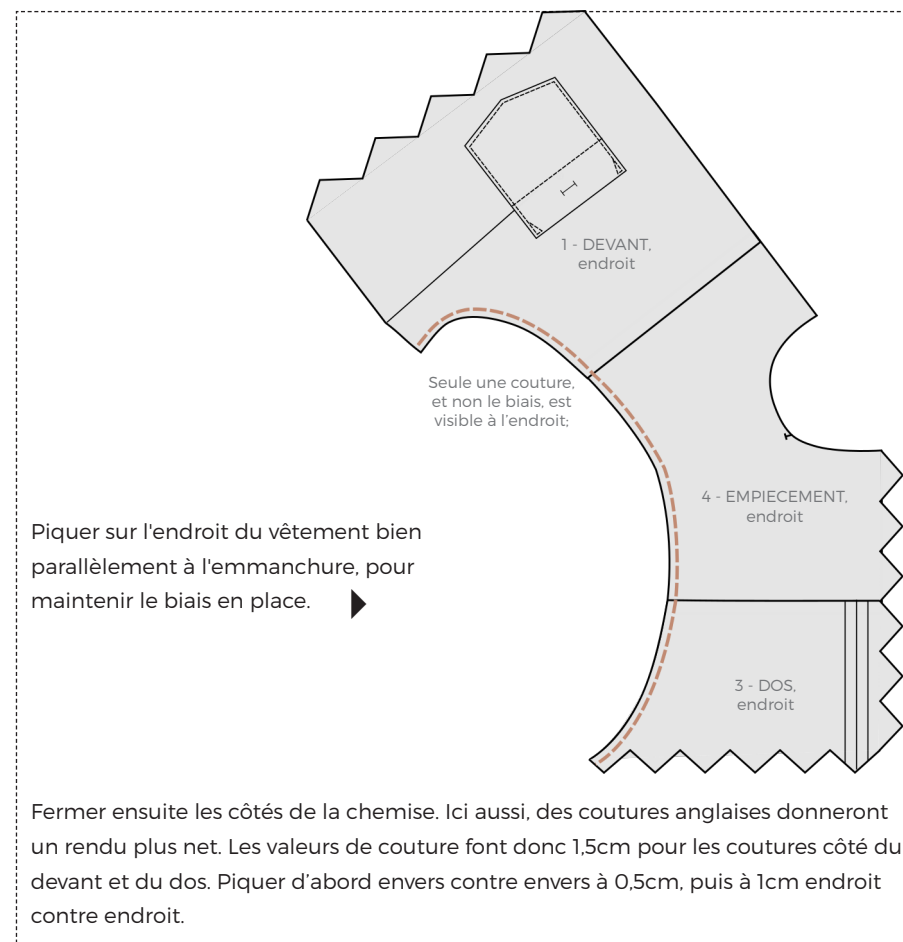 1 - DEVANT,
endroit
Seule une couture,
et non le biais, est
visible à l'endroit;
4 - EMPIECEMENT,
endroit
Piquer sur l'endroit du vêtement bien
parallèlement à l'emmanchure, pour
maintenir le biais en place.
3 - DOS,
endroit
Fermer ensuite les côtés de la chemise. Ici aussi, des coutures anglaises donneront
un rendu plus net. Les valeurs de couture font donc 1,5cm pour les coutures côté du
devant et du dos. Piquer d'abord envers contre envers à 0,5cm, puis à 1cm endroit
contre endroit.